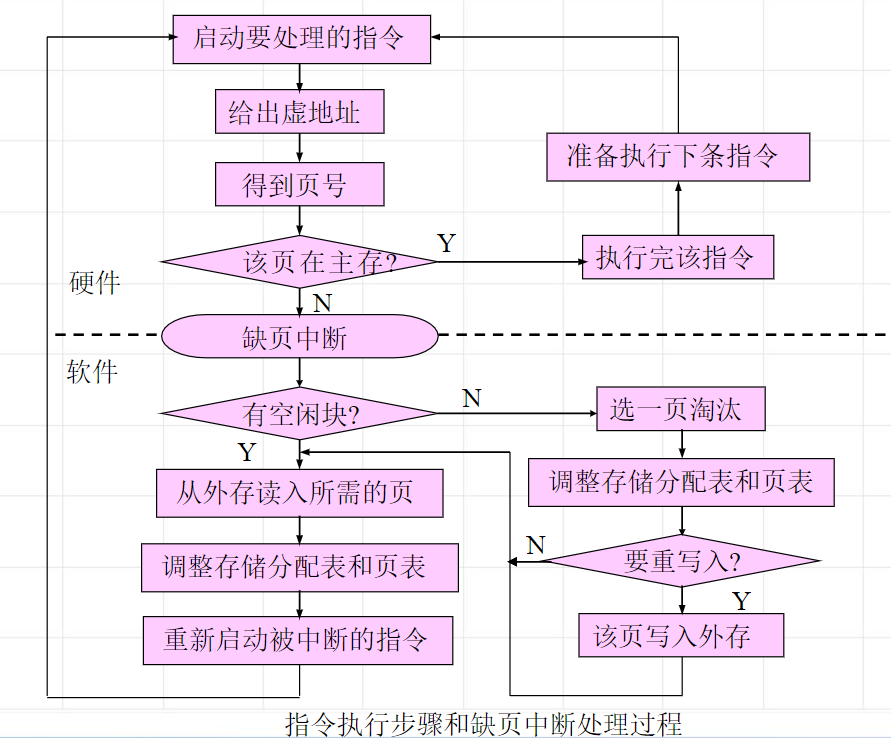 启动要处理的指令
给出虚地址
得到页号
该页在主存?
Y
执行完该指令
准备执行下条指令
硬件
N
缺页中断
软件
有空闲块?
N
选一页淘汰
Y
从外存读入所需的页
调整存储分配表和页表
调整存储分配表和页表
要重写入?
N
Y
重新启动被中断的指令
该页写入外存
指令执行步骤和缺页中断处理过程